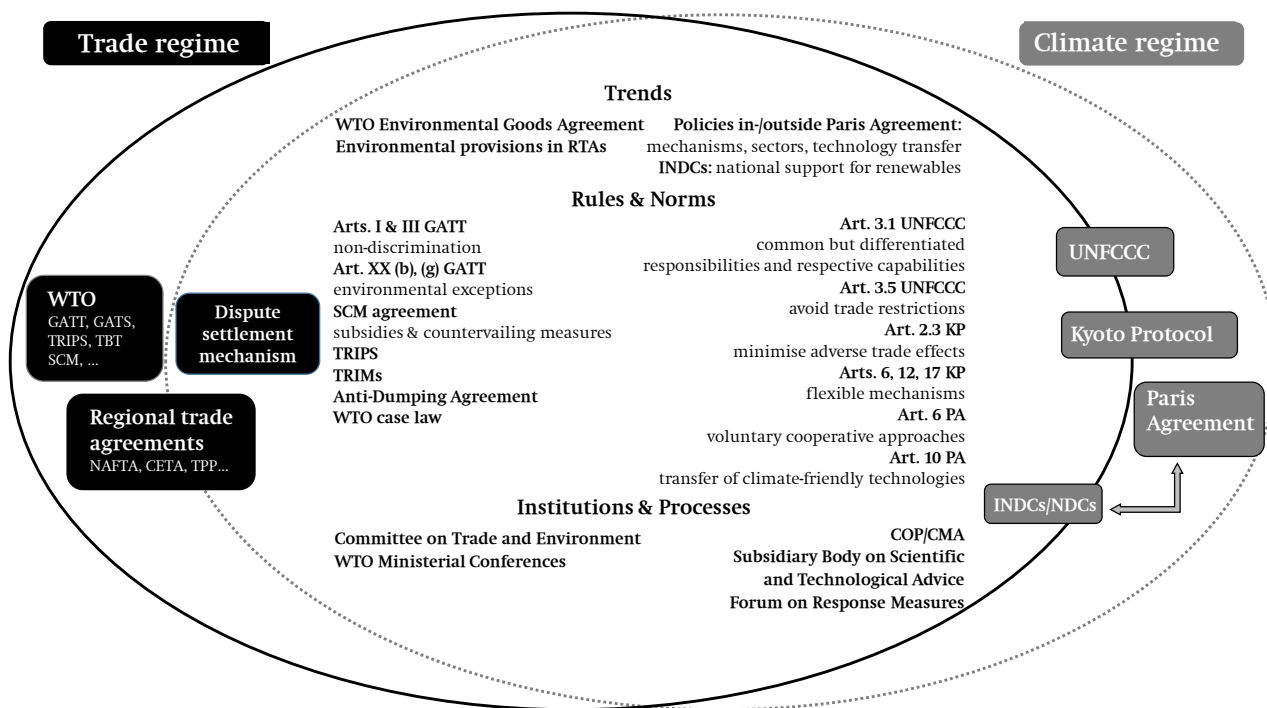 Trade regime
Climate regime
Trends
WTO Environmental Goods Agreement
Environmental provisions in RTAs
Policies in-/outside Paris Agreement:
mechanisms, sectors, technology transfer
INDCs: national support for renewables
Rules & Norms
Arts. I & III GATT
non-discrimination
Art. XX (b), (g) GATT
environmental exceptions
SCM agreement
subsidies & countervailing measures
TRIPS
TRIMs
Anti-Dumping Agreement
WTO case law
Art. 3.1 UNFCCC
common but differentiated
responsibilities and respective capabilities
Art. 3.5 UNFCCC
avoid trade restrictions
Art. 2.3 KP
minimise adverse trade effects
Arts. 6, 12, 17 KP
flexible mechanisms
Art. 6 PA
voluntary cooperative approaches
Art. 10 PA
transfer of climate-friendly technologies
Institutions & Processes
Committee on Trade and Environment
WTO Ministerial Conferences
COP/CMA
Subsidiary Body on Scientific
and Technological Advice
Forum on Response Measures
WTO
GATT, GATS,
TRIPS, TBT
SCM, ...
Dispute
settlement
mechanism
Regional trade
agreements
NAFTA, CETA, TPP...
UNFCCC
Kyoto Protocol
Paris
Agreement
INDCs/NDCs